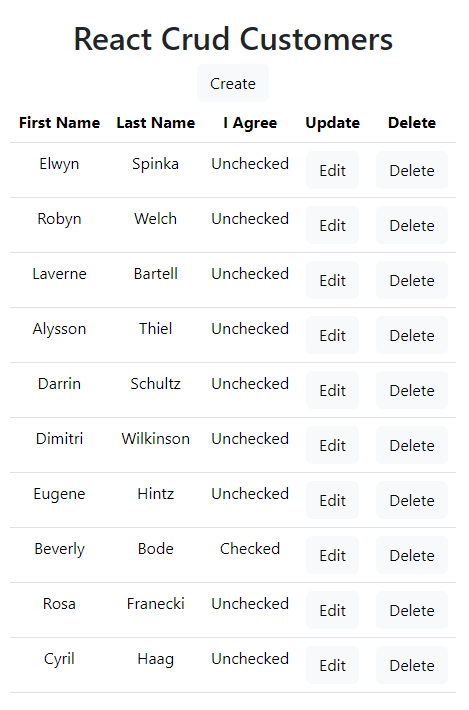 React Crud Customers
Create
First Name Last Name I Agree Update Delete
Elwyn Spinka Unchecked Edit Delete
Robyn Welch Unchecked Edit Delete
Laverne Bartell Unchecked Edit Delete
Alysson Thiel Unchecked Edit Delete
Darrin Schultz Unchecked Edit Delete
Dimitri Wilkinson Unchecked Edit Delete
Eugene Hintz Unchecked Edit Delete
Beverly Bode Checked Edit Delete
Rosa Franecki Unchecked Edit Delete
Cyril Haag Unchecked Edit Delete